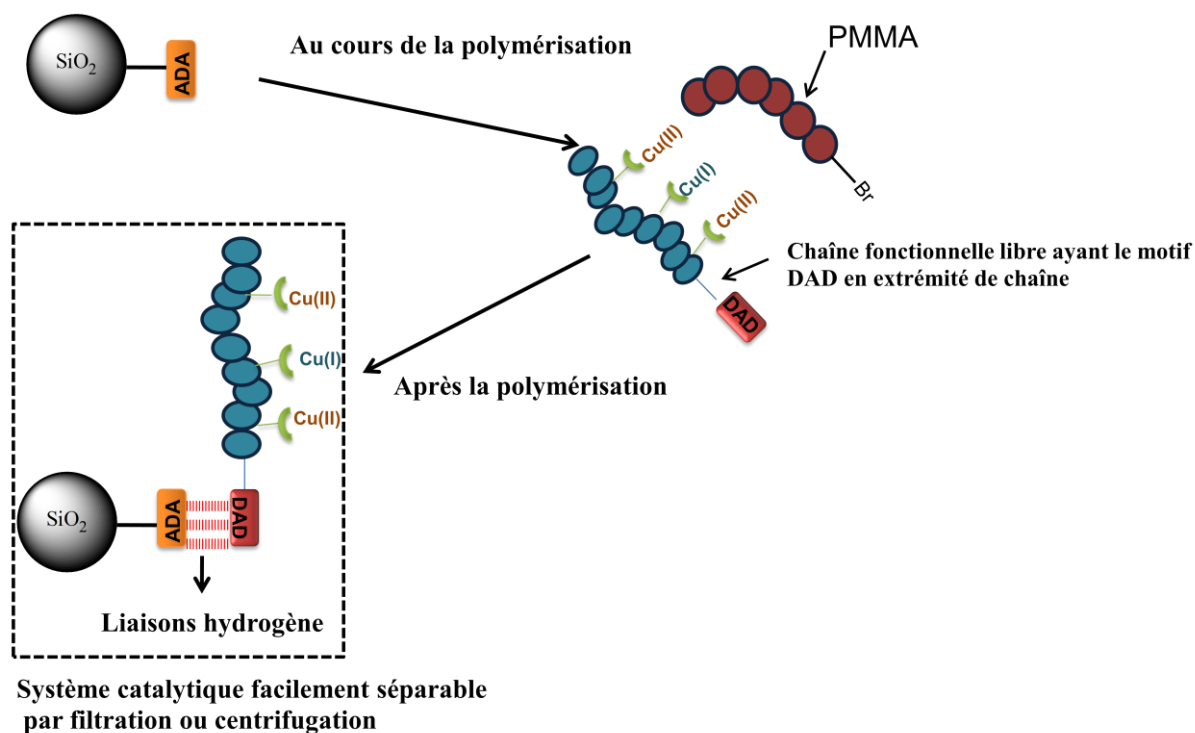 SiO2
ADA
Au cours de la polymérisation
PMMA
Br
Cu(II)
Cu(I)
Cu(II)
DAD
Chaîne fonctionnelle libre ayant le motif
DAD en extrémité de chaîne
Après la polymérisation
Cu(II)
Cu(I)
Cu(II)
SiO2
ADA
DAD
Liaisons hydrogène
Système catalytique facilement séparable
par filtration ou centrifugation